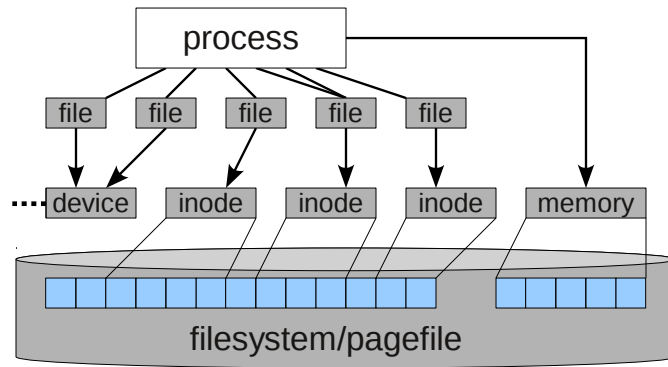 process
file file file file file
device inode inode inode memory
filesystem/pagefile